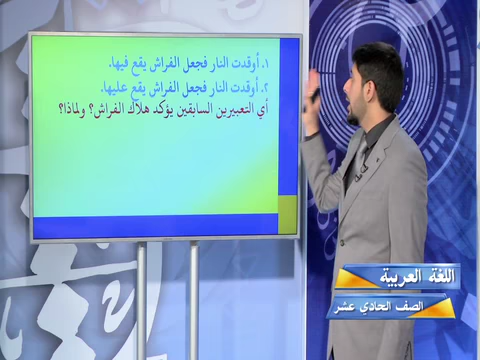 ١. أوقدت النار فجعل الفراش يقع فيها.
٢. أوقدت النار فجعل الفراش يقع عليها.
أي التعبيرين السابقين يؤكد هلاك الفراش؟ ولماذا؟
اللغة العربية
الصف الحادي عشر